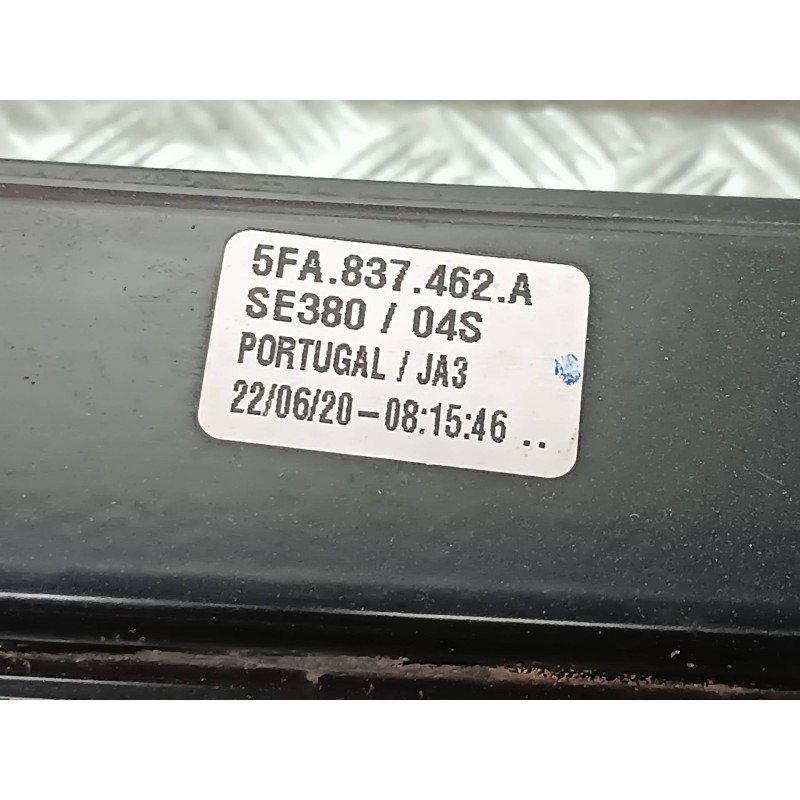 5FA.837.462.A
SE380 / 04S
PORTUGAL / JA3
22/06/20-08:15:46 ..